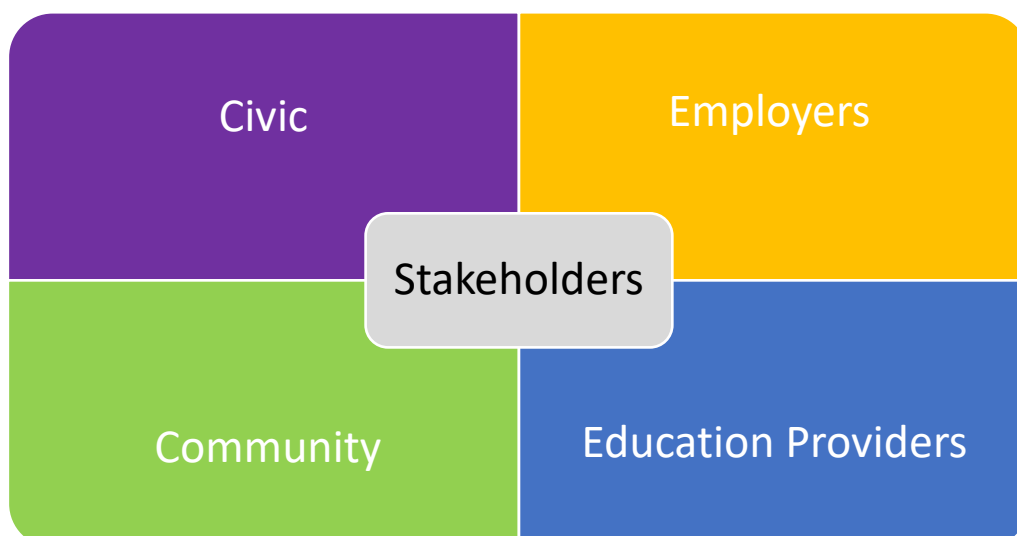 Civic
Employers
Stakeholders
Community
Education Providers